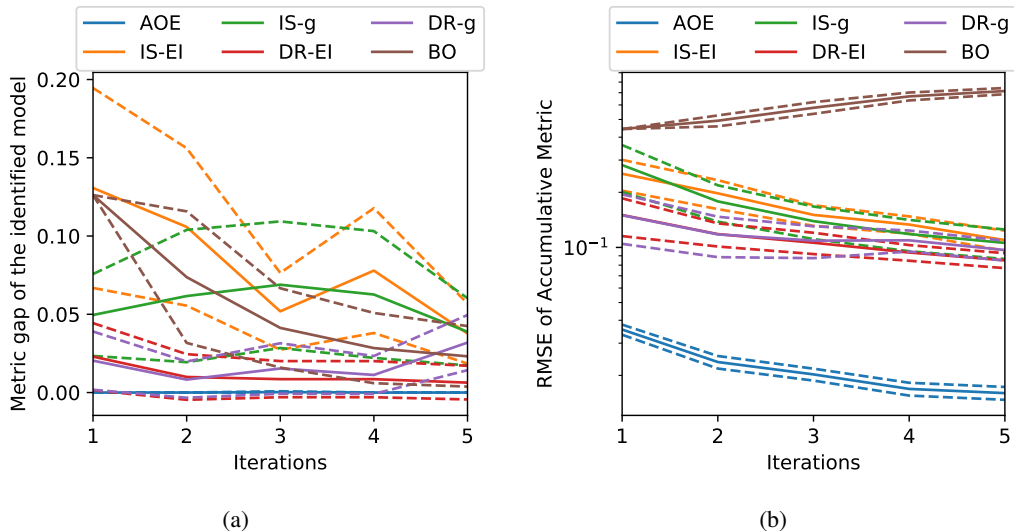 AOE IS-g DR-g
IS-EI DR-EI BO
Metric gap of the identified model
0.20
0.15
0.10
0.05
0.00
1 2 3 4 5
Iterations
(a)
AOE IS-g DR-g
IS-EI DR-EI BO
RMSE of Accumulative Metric
10⁻¹
1 2 3 4 5
Iterations
(b)